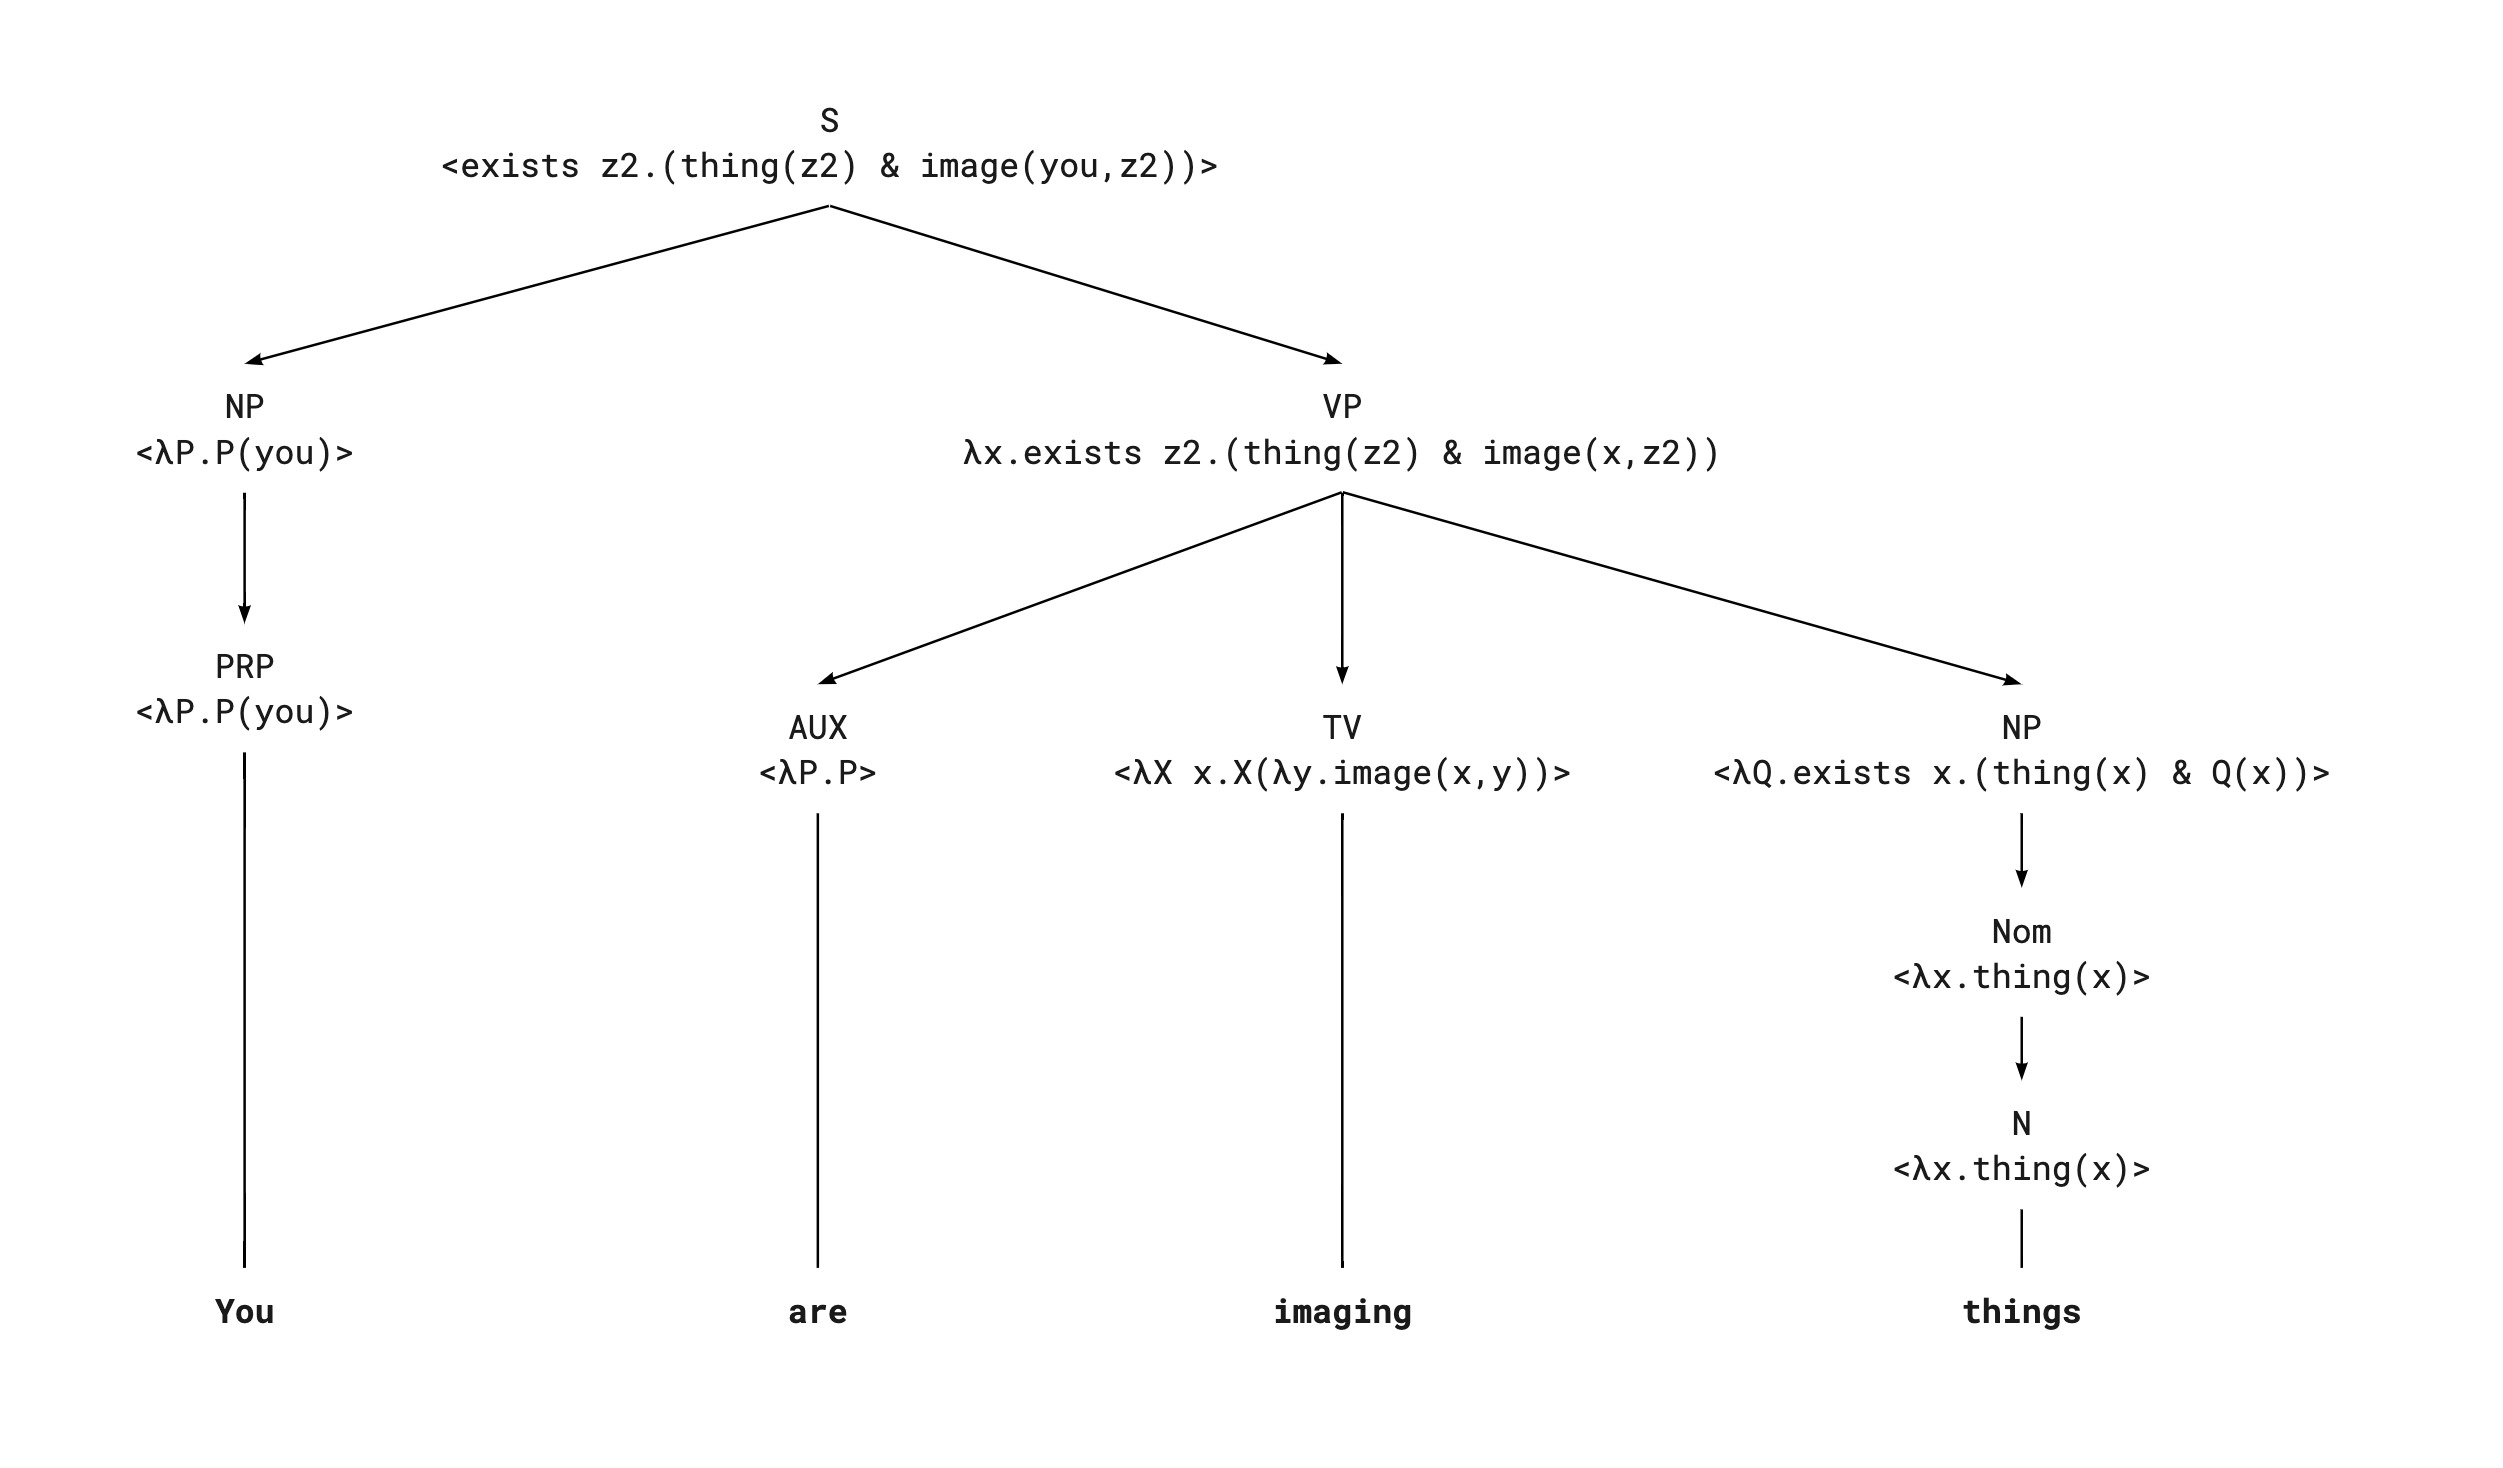 S
<exists z2.(thing(z2) & image(you,z2))>
NP
<λP.P(you)>
VP
λx.exists z2.(thing(z2) & image(x,z2))
PRP
<λP.P(you)>
AUX
<λP.P>
TV
<λX x.X(λy.image(x,y))>
NP
<λQ.exists x.(thing(x) & Q(x))>
Nom
<λx.thing(x)>
N
<λx.thing(x)>
You are imaging things